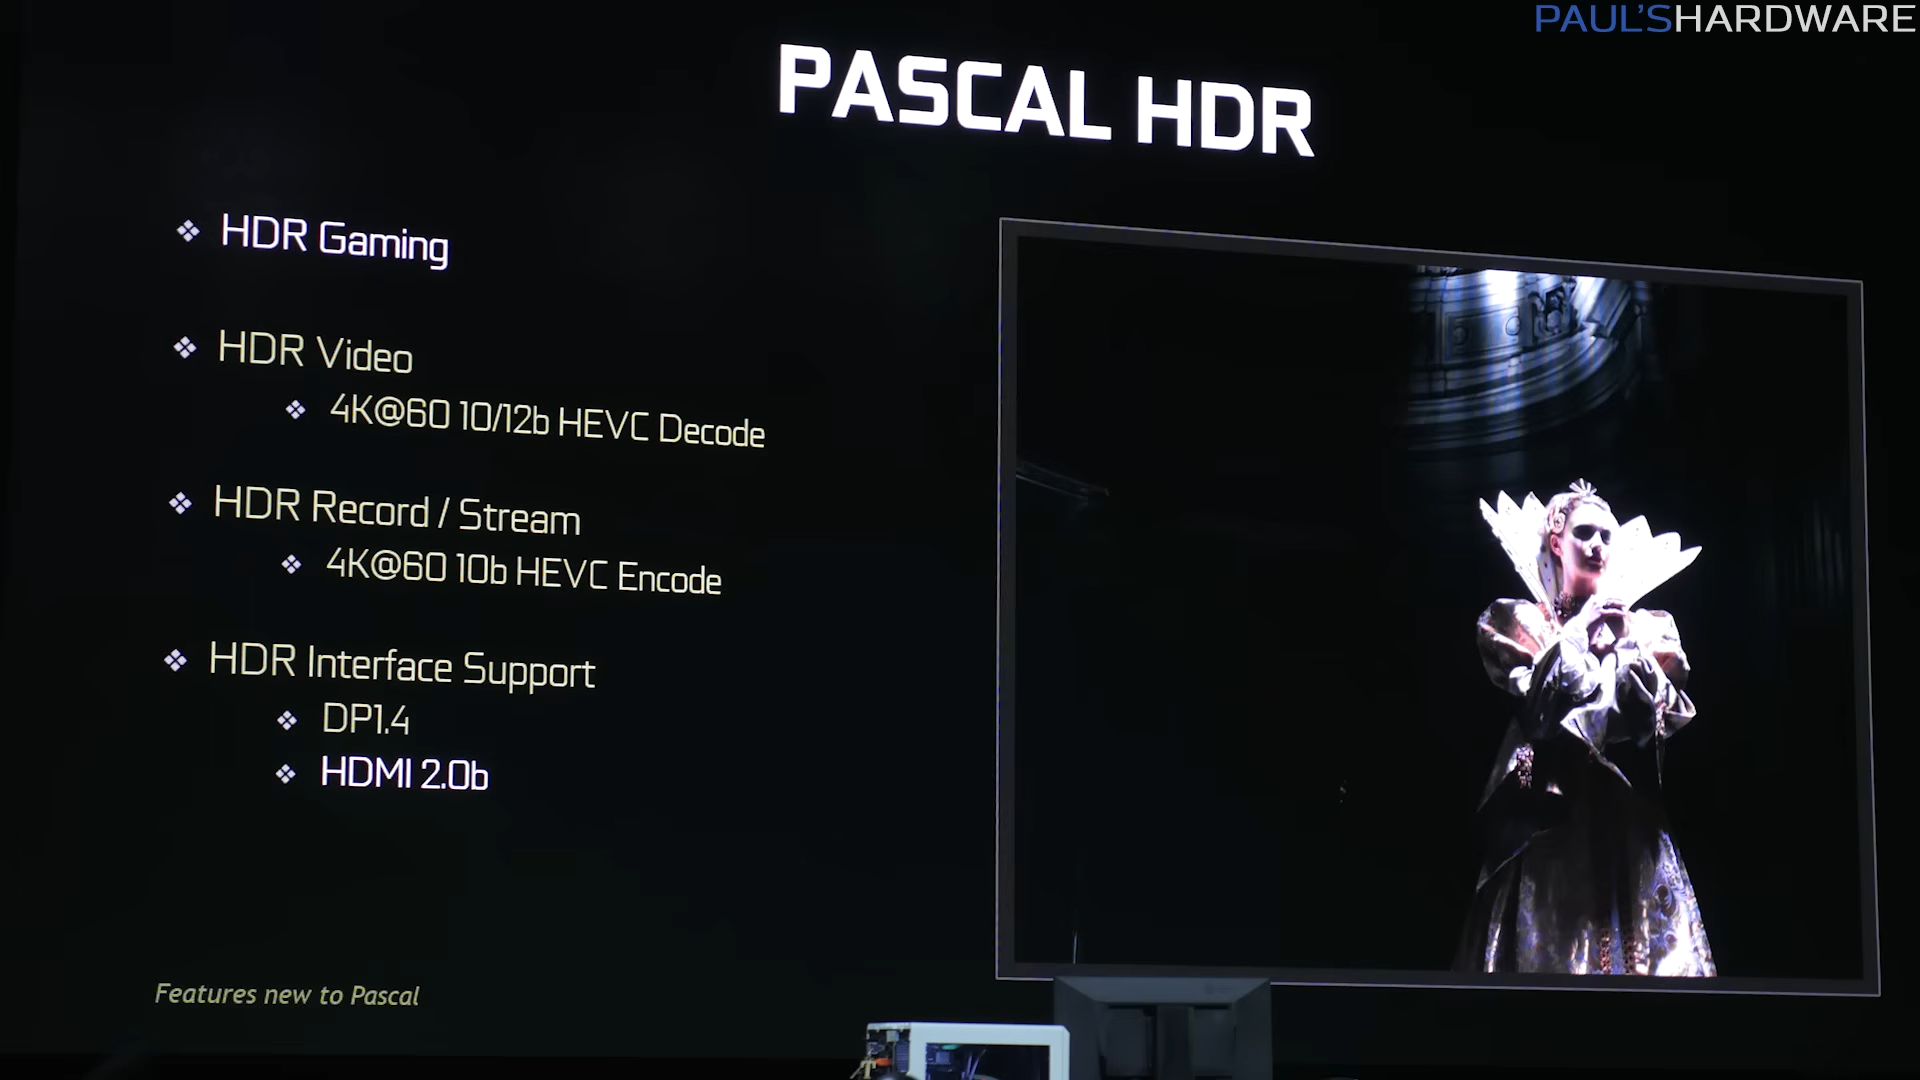 PAUL'SHARDWARE
PASCAL HDR
❖ HDR Gaming
❖ HDR Video
❖ 4K@60 10/12b HEVC Decode
❖ HDR Record / Stream
❖ 4K@60 10b HEVC Encode
❖ HDR Interface Support
❖ DP1.4
❖ HDMI 2.0b
Features new to Pascal